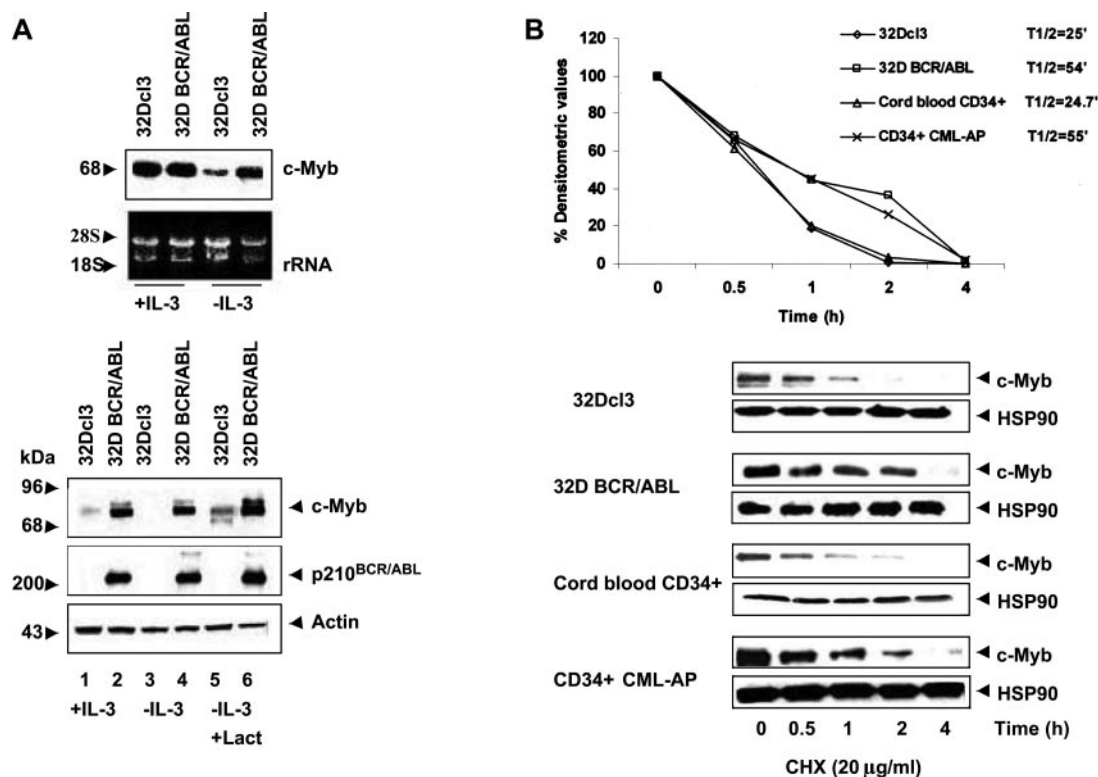 A
32Dcl3
32D BCR/ABL
32Dcl3
32D BCR/ABL
68
c-Myb
28S
18S
rRNA
+IL-3
-IL-3
32Dcl3
32D BCR/ABL
32Dcl3
32D BCR/ABL
32Dcl3
32D BCR/ABL
kDa
96
68
c-Myb
200
p210BCR/ABL
43
Actin
1 2 3 4 5 6
+IL-3 -IL-3 -IL-3
+Lact
B
% Densitometric values
120
100
80
60
40
20
0
0 0.5 1 2 4
Time (h)
32Dcl3 T1/2=25'
32D BCR/ABL T1/2=54'
Cord blood CD34+ T1/2=24.7'
CD34+ CML-AP T1/2=55'
32Dcl3
c-Myb
HSP90
32D BCR/ABL
c-Myb
HSP90
Cord blood CD34+
c-Myb
HSP90
CD34+ CML-AP
c-Myb
HSP90
0 0.5 1 2 4 Time (h)
CHX (20 µg/ml)